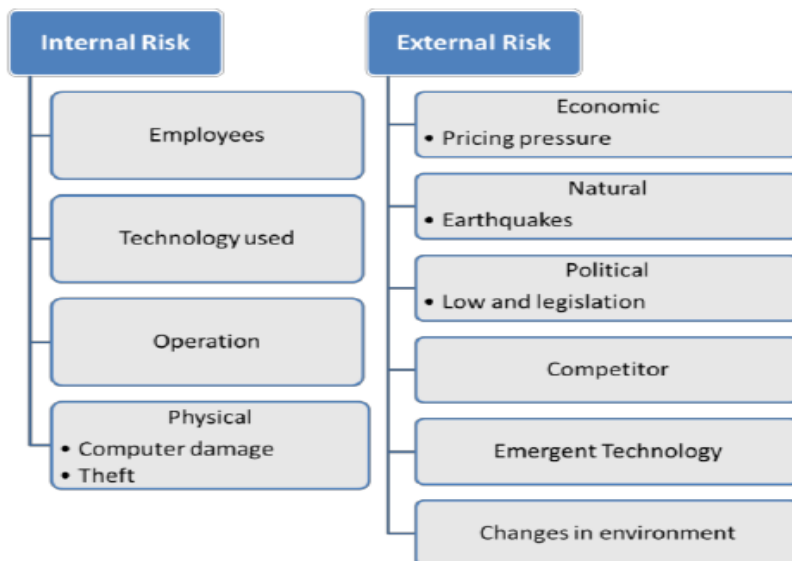 Internal Risk
Employees
Technology used
Operation
Physical
• Computer damage
• Theft
External Risk
Economic
• Pricing pressure
Natural
• Earthquakes
Political
• Low and legislation
Competitor
Emergent Technology
Changes in environment